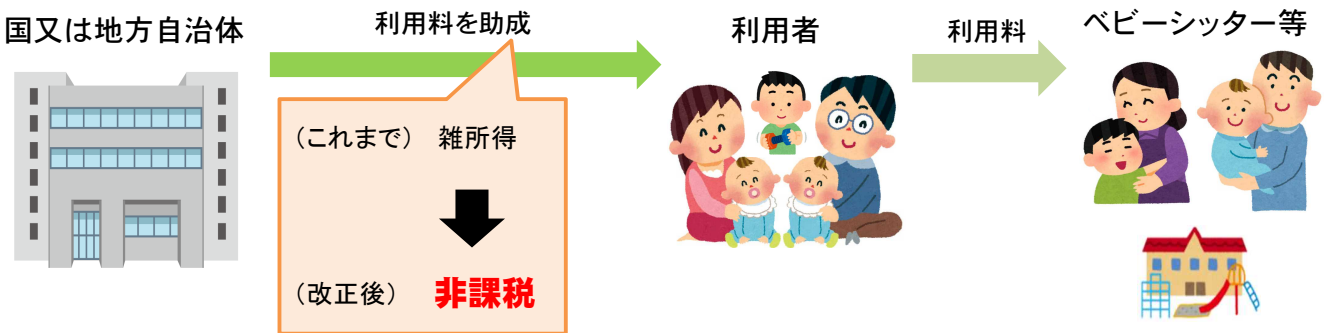 国又は地方自治体
利用料を助成
利用者
利用料
ベビーシッター等
（これまで） 雑所得
（改正後） 非課税